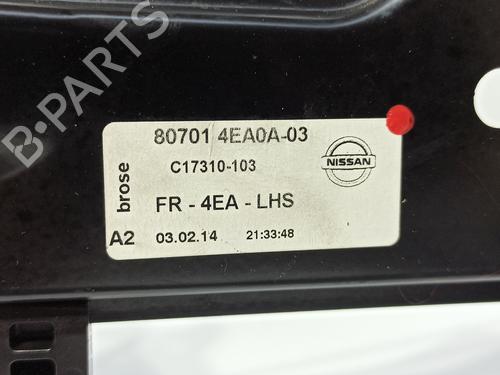 B-PARTS
80701 4EA0A-03
brose
C17310-103
NISSAN
FR - 4EA - LHS
A2 03.02.14 21:33:48